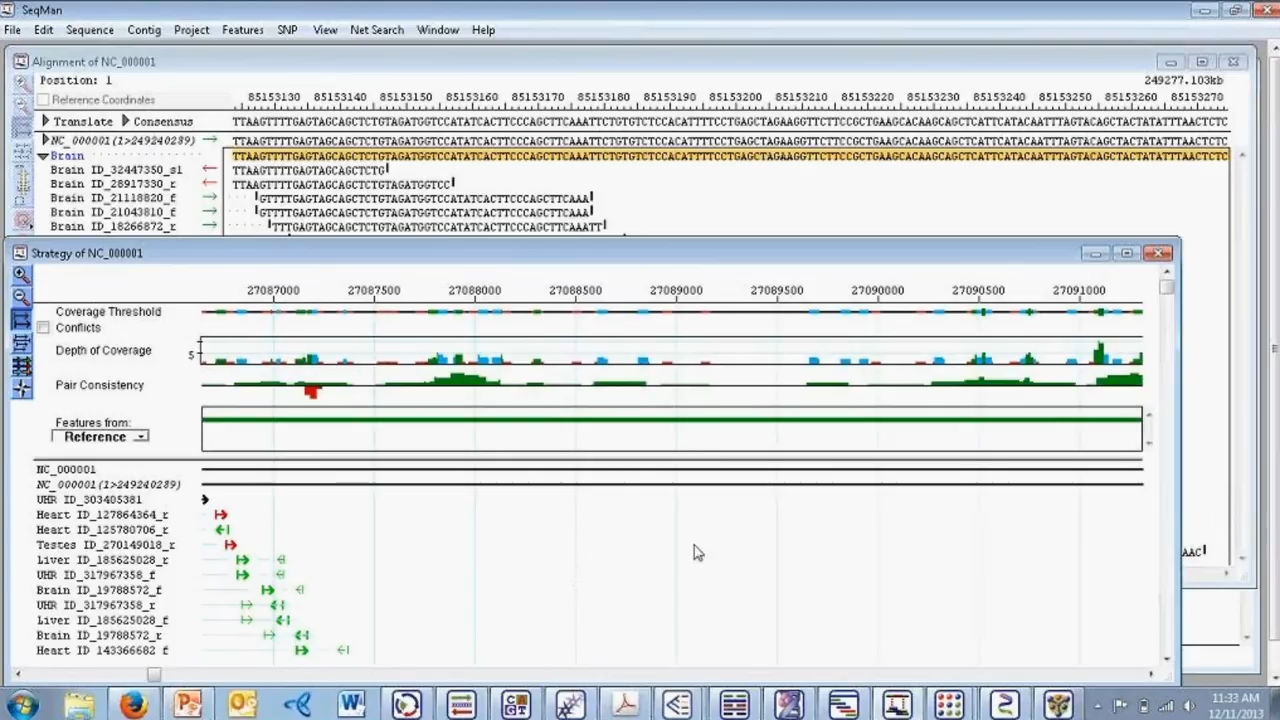 SeqMan
File Edit Sequence Contig Project Features SNP View Net Search Window Help
Alignment of NC_000001
Position: 1 249277.103kb
Reference Coordinates 85153130 85153140 85153150 85153160 85153170 85153180 85153190 85153200 85153210 85153220 85153230 85153240 85153250 85153260 85153270
Translate Consensus
NC_000001(1>249240289)
Brain
Brain ID_32447350_s1 TTAAGTTTTGAGTAGCAGCTCTG
Brain ID_28917330_r TTAAGTTTTGAGTAGCAGCTCTGTAGATGGTCC
Brain ID_21118820_f GTTTTGAGTAGCAGCTCTGTAGATGGTCCATATCACTTCCCAGCTTCAAA
Brain ID_21043810_f GTTTTGAGTAGCAGCTCTGTAGATGGTCCATATCACTTCCCAGCTTCAAA
Brain ID_18266872_r TTTGAGTAGCAGCTCTGTAGATGGTCCATATCACTTCCCAGCTTCAAATT
Strategy of NC_000001
27087000 27087500 27088000 27088500 27089000 27089500 27090000 27090500 27091000
Coverage Threshold
Conflicts
Depth of Coverage 5
Pair Consistency
Features from:
Reference
NC_000001
NC_000001(1>249240289)
UHR ID_303405381
Heart ID_127864364_r
Heart ID_125780706_r
Testes ID_270149018_r
AAC
Liver ID_185625028_r
UHR ID_317967358_f
Brain ID_19788572_f
UHR ID_317967358_r
Liver ID_185625028_f
Brain ID_19788572_r
Heart ID 143366682 f
11:33 AM
12/11/2013